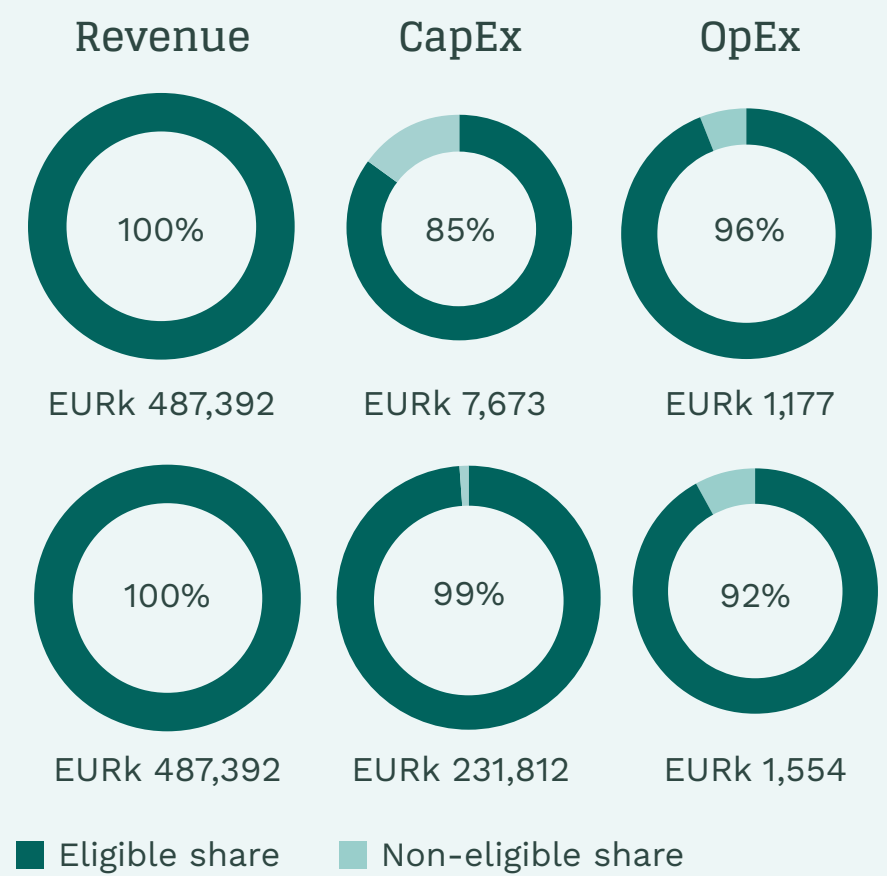 Revenue CapEx OpEx
100% 85% 96%
EURk 487,392 EURk 7,673 EURk 1,177
100% 99% 92%
EURk 487,392 EURk 231,812 EURk 1,554
Eligible share Non-eligible share